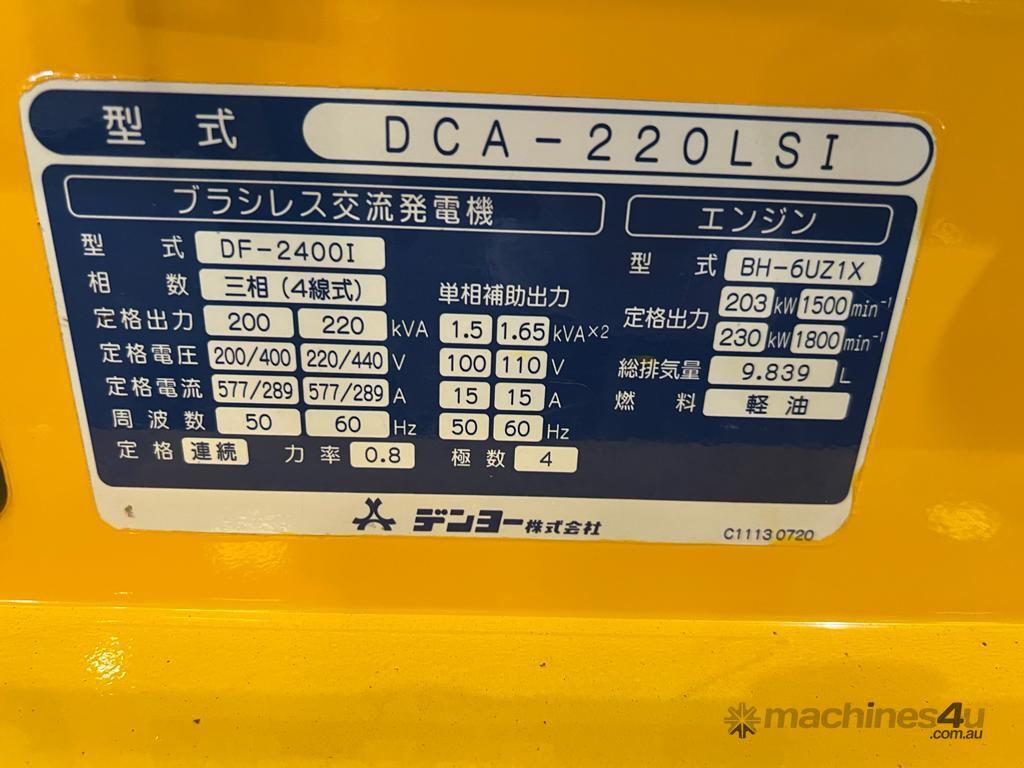 型式 DCA-220LSI
ブラシレス交流発電機
型式 DF-2400I
相数 三相(4線式)
定格出力 200 220 kVA
定格電圧 200/400 220/440 V
定格電流 577/289 577/289 A
周波数 50 60 Hz
定格 連続 力率 0.8 極数 4
単相補助出力
1.5 1.65 kVA×2
100 110 V
15 15 A
50 60 Hz
エンジン
型式 BH-6UZ1X
定格出力 203 kW 1500 min⁻¹
230 kW 1800 min⁻¹
総排気量 9.839 L
燃料 軽油
デンヨー株式会社
C11130720
machines4u
.com.au